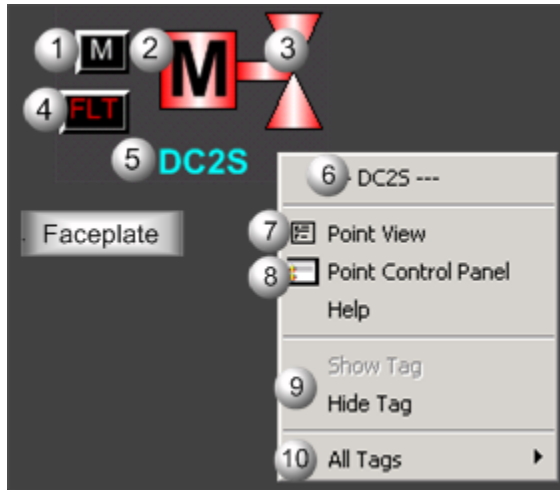 1 M 2 M 3
4 FLT
5 DC2S
6 - DC2S ---
Faceplate
7 Point View
8 Point Control Panel
Help
Show Tag
9
Hide Tag
10 All Tags